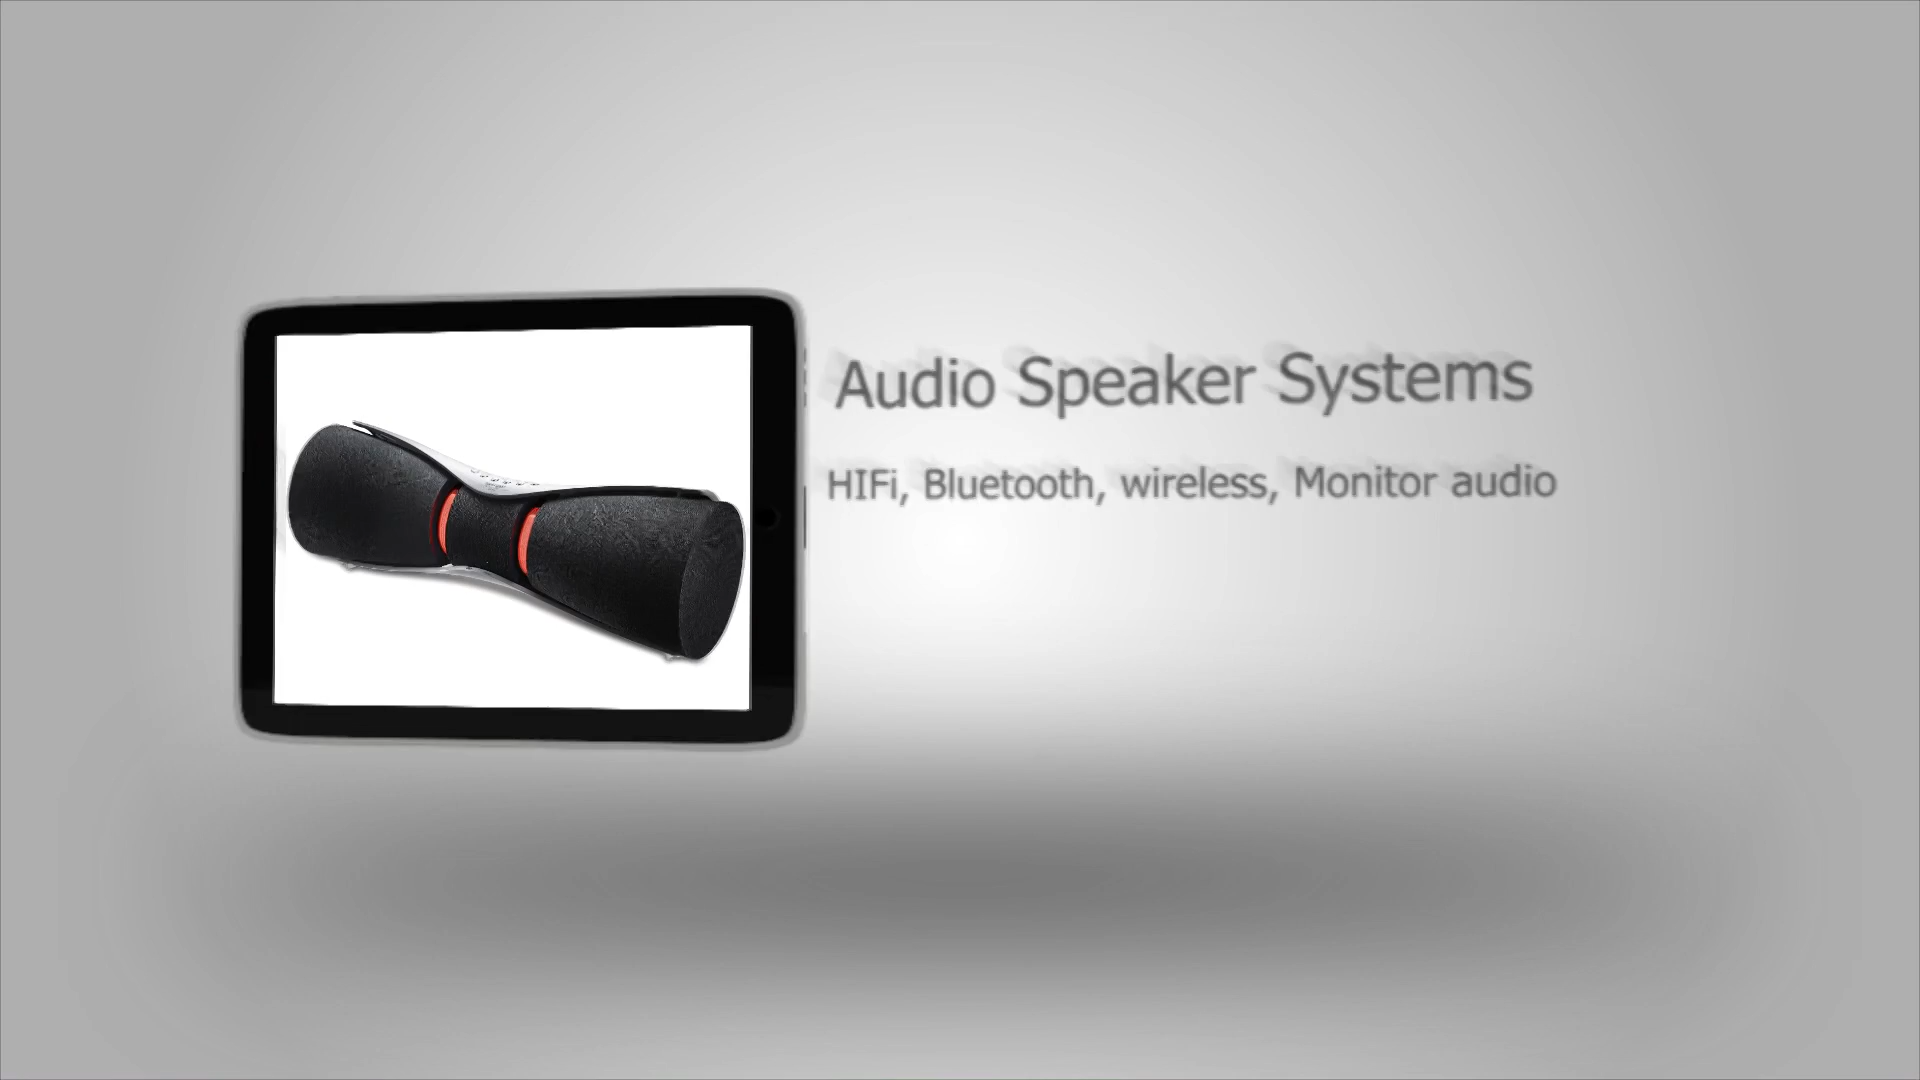 Audio Speaker Systems
HIFi, Bluetooth, wireless, Monitor audio